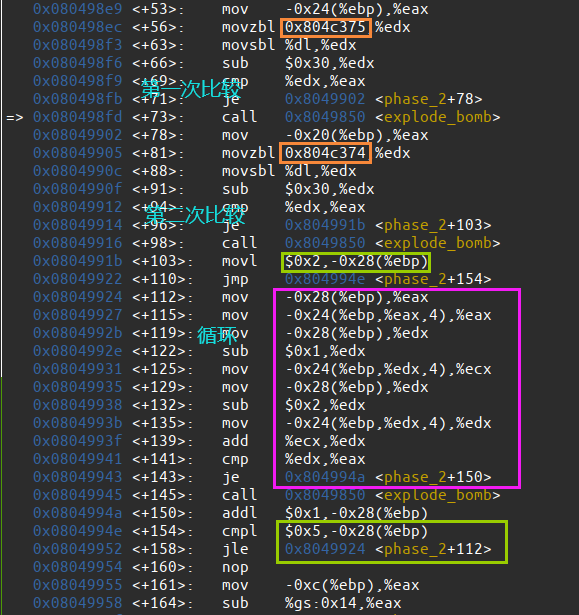 0x080498e9 <+53>: mov -0x24(%ebp),%eax
0x080498ec <+56>: movzbl 0x804c375,%edx
0x080498f3 <+63>: movsbl %dl,%edx
0x080498f6 <+66>: sub $0x30,%edx
0x080498f9 <+69>: cmp %edx,%eax
第一次比较
0x080498fb <+71>: je 0x8049902 <phase_2+78>
=> 0x080498fd <+73>: call 0x8049850 <explode_bomb>
0x08049902 <+78>: mov -0x20(%ebp),%eax
0x08049905 <+81>: movzbl 0x804c374,%edx
0x0804990c <+88>: movsbl %dl,%edx
0x0804990f <+91>: sub $0x30,%edx
0x08049912 <+94>: cmp %edx,%eax
第二次比较
0x08049914 <+96>: je 0x804991b <phase_2+103>
0x08049916 <+98>: call 0x8049850 <explode_bomb>
0x0804991b <+103>: movl $0x2,-0x28(%ebp)
0x08049922 <+110>: jmp 0x804994e <phase_2+154>
0x08049924 <+112>: mov -0x28(%ebp),%eax
0x08049927 <+115>: mov -0x24(%ebp,%eax,4),%eax
0x0804992b <+119>: mov -0x28(%ebp),%edx
循环
0x0804992e <+122>: sub $0x1,%edx
0x08049931 <+125>: mov -0x24(%ebp,%edx,4),%ecx
0x08049935 <+129>: mov -0x28(%ebp),%edx
0x08049938 <+132>: sub $0x2,%edx
0x0804993b <+135>: mov -0x24(%ebp,%edx,4),%edx
0x0804993f <+139>: add %ecx,%edx
0x08049941 <+141>: cmp %edx,%eax
0x08049943 <+143>: je 0x804994a <phase_2+150>
0x08049945 <+145>: call 0x8049850 <explode_bomb>
0x0804994a <+150>: addl $0x1,-0x28(%ebp)
0x0804994e <+154>: cmpl $0x5,-0x28(%ebp)
0x08049952 <+158>: jle 0x8049924 <phase_2+112>
0x08049954 <+160>: nop
0x08049955 <+161>: mov -0xc(%ebp),%eax
0x08049958 <+164>: sub %gs:0x14,%eax